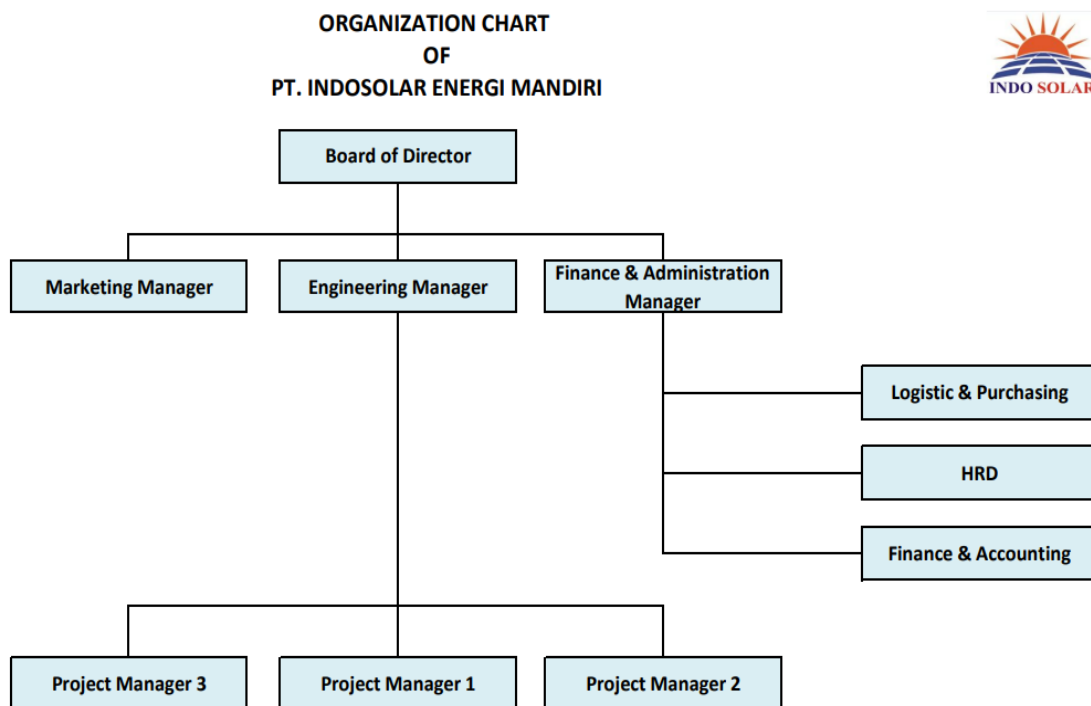 ORGANIZATION CHART
OF
PT. INDOSOLAR ENERGI MANDIRI
INDO SOLAR
Board of Director
Marketing Manager
Engineering Manager
Finance & Administration
Manager
Logistic & Purchasing
HRD
Finance & Accounting
Project Manager 3
Project Manager 1
Project Manager 2